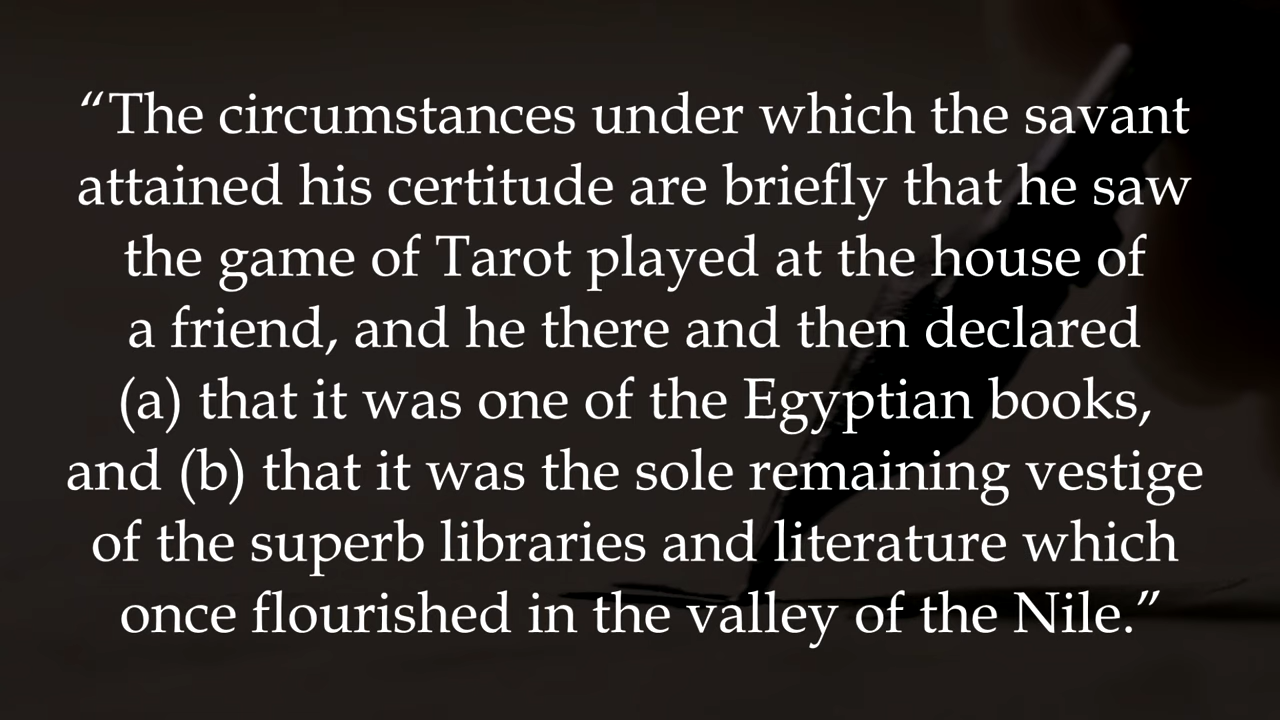 “The circumstances under which the savant
attained his certitude are briefly that he saw
the game of Tarot played at the house of
a friend, and he there and then declared
(a) that it was one of the Egyptian books,
and (b) that it was the sole remaining vestige
of the superb libraries and literature which
once flourished in the valley of the Nile.”